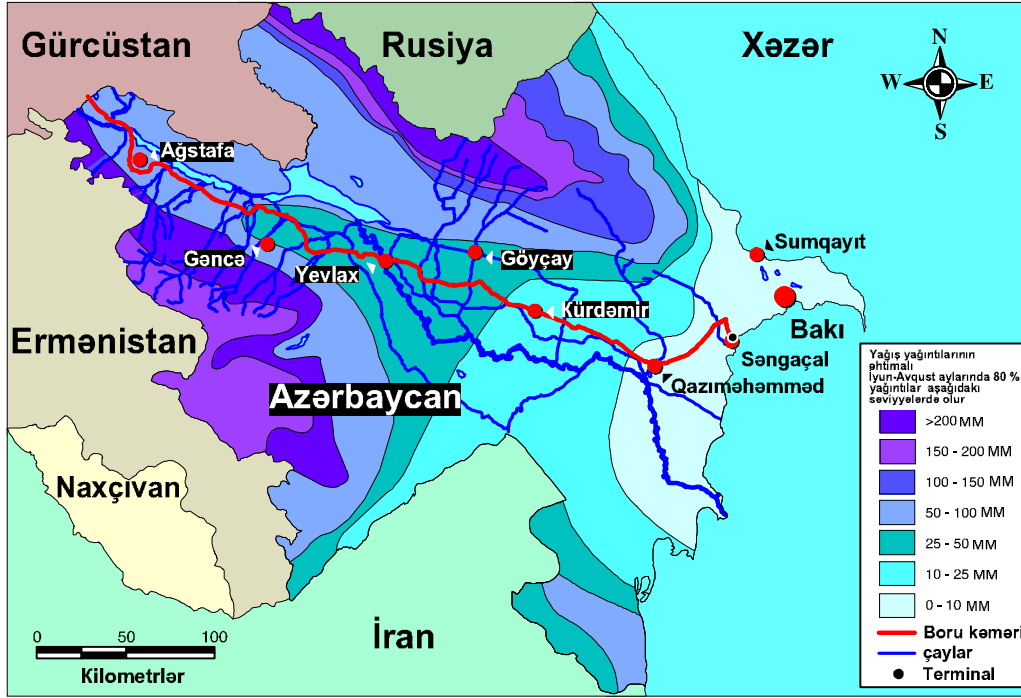 Gürcüstan
Rusiya
Xəzər
N
W
E
S
Ağstafa
Gəncə
Yevlax
Göyçay
Kürdəmir
Sumqayıt
Bakı
Səngaçal
Qazıməhəmməd
Ermənistan
Azərbaycan
Naxçıvan
İran
0 50 100
Kilometrlər
Yağış yağıntılarının
ehtimalı
İyun-Avqust aylarında 80 %
yağıntılar aşağıdakı
səviyyələrdə olur
>200 MM
150 - 200 MM
100 - 150 MM
50 - 100 MM
25 - 50 MM
10 - 25 MM
0 - 10 MM
Boru kəməri
çaylar
Terminal